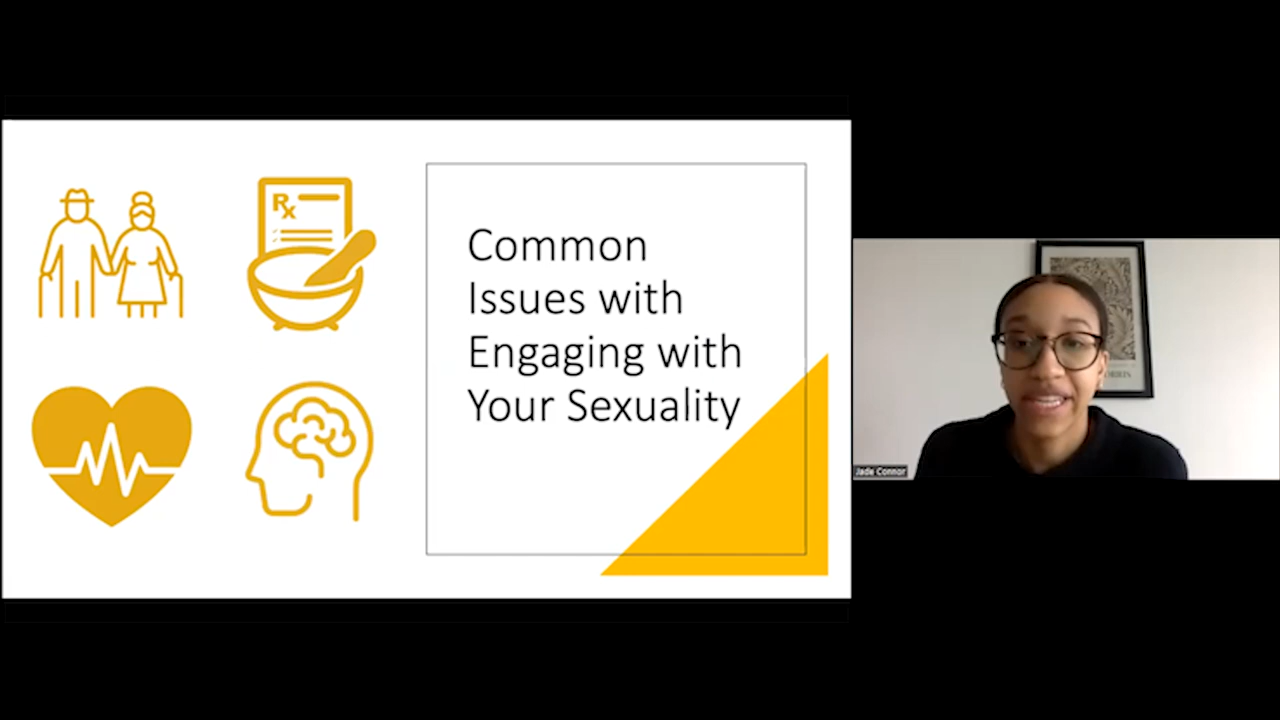 Rx
Common
Issues with
Engaging with
Your Sexuality
Jade Connor